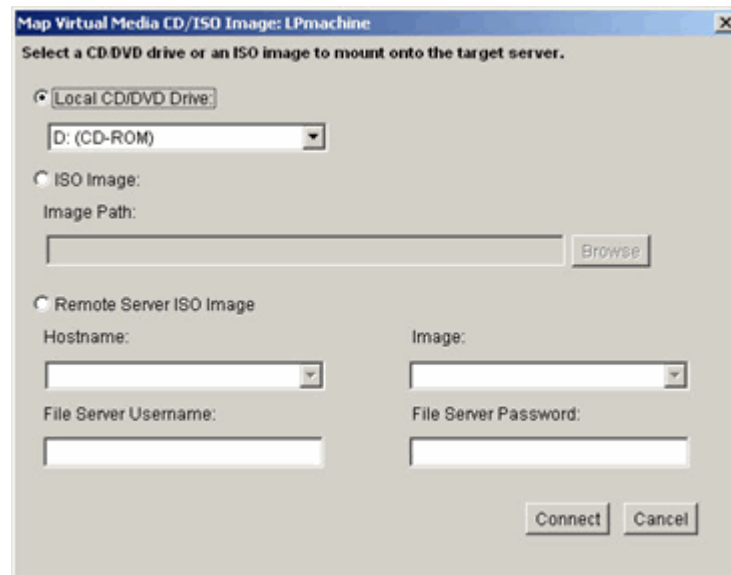 Map Virtual Media CD/ISO Image: LPmachine
Select a CD/DVD drive or an ISO image to mount onto the target server.
Local CD/DVD Drive:
D: (CD-ROM)
ISO Image:
Image Path:
Browse
Remote Server ISO Image
Hostname: Image:
File Server Username: File Server Password:
Connect Cancel